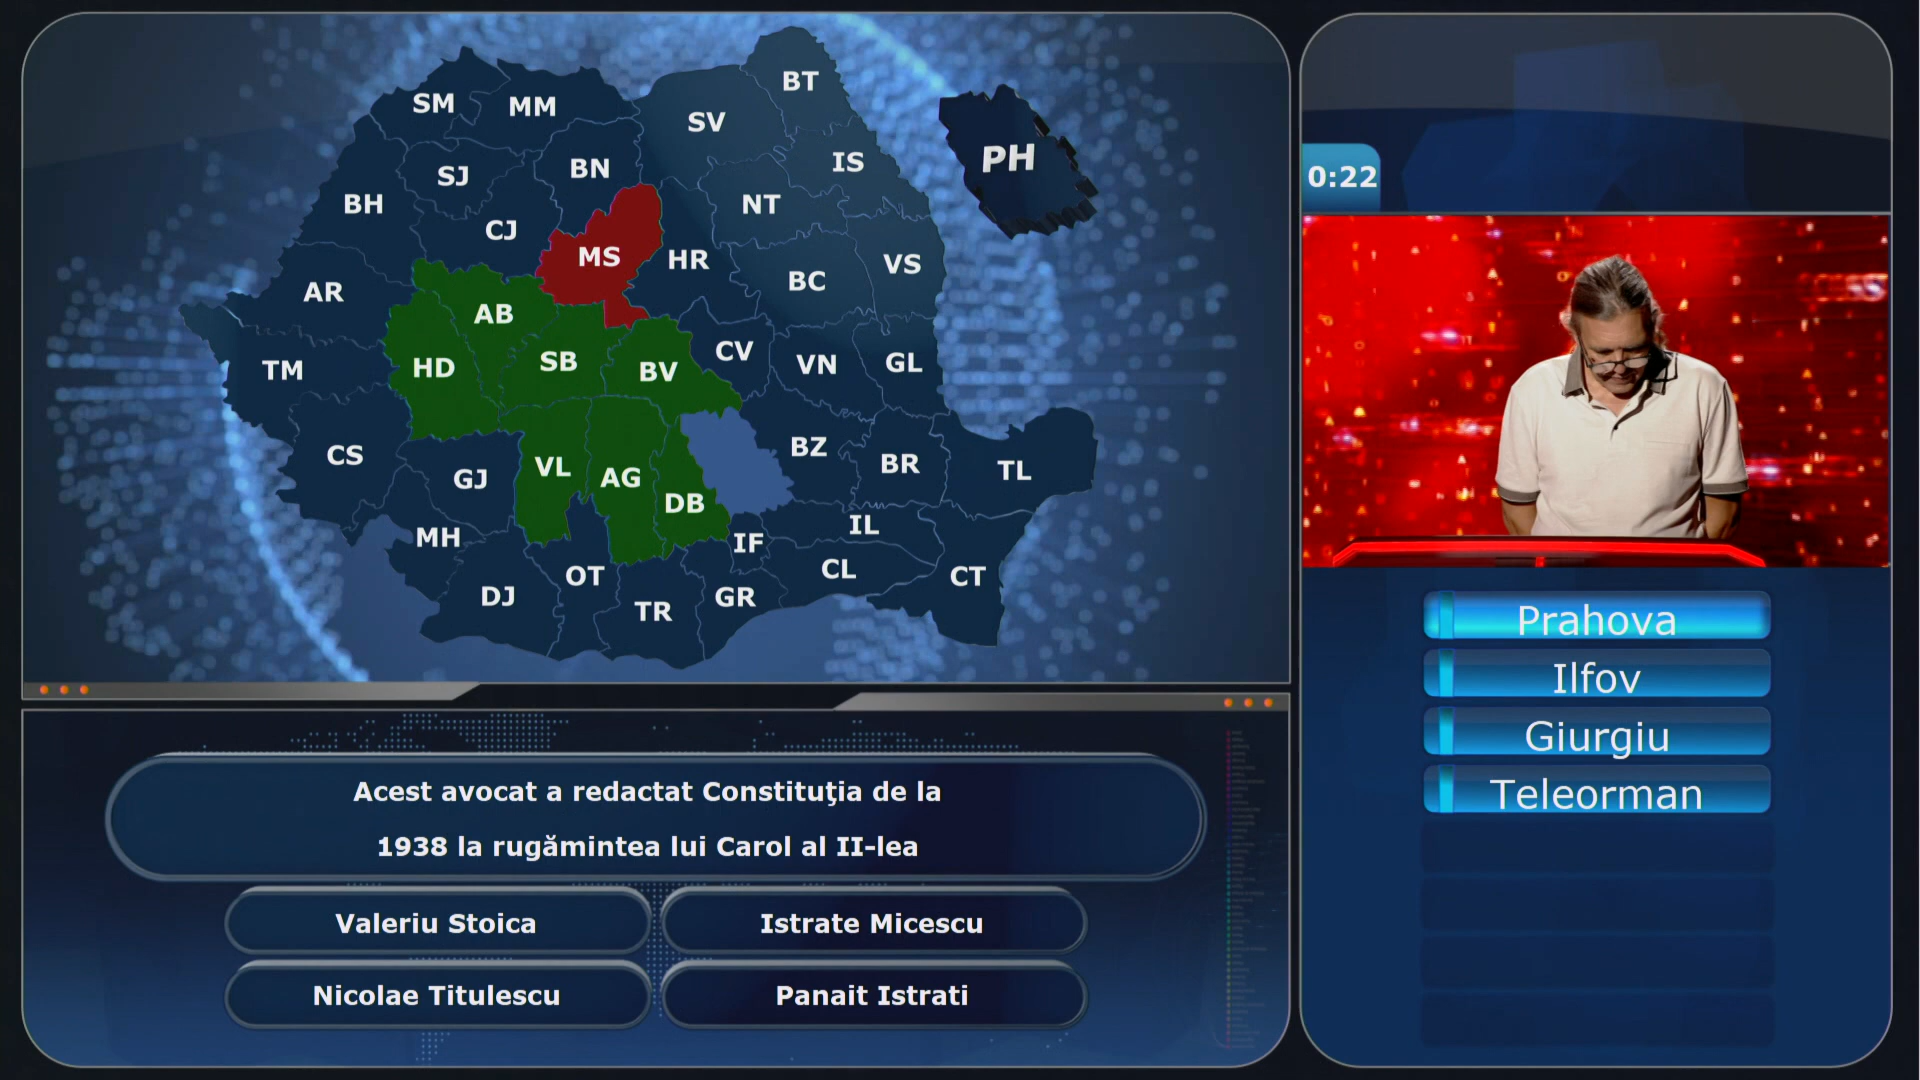 BT
SM
MM
SV
PH
IS
BN
SJ
NT
BH
CJ
MS
HR
VS
BC
AR
AB
CV
SB
VN
GL
TM
HD
BV
BZ
CS
VL
BR
TL
GJ
AG
DB
IL
MH
IF
CL
CT
OT
DJ
TR
GR
0:22
Prahova
Ilfov
Giurgiu
Teleorman
Acest avocat a redactat Constituţia de la
1938 la rugămintea lui Carol al II-lea
Valeriu Stoica
Istrate Micescu
Nicolae Titulescu
Panait Istrati